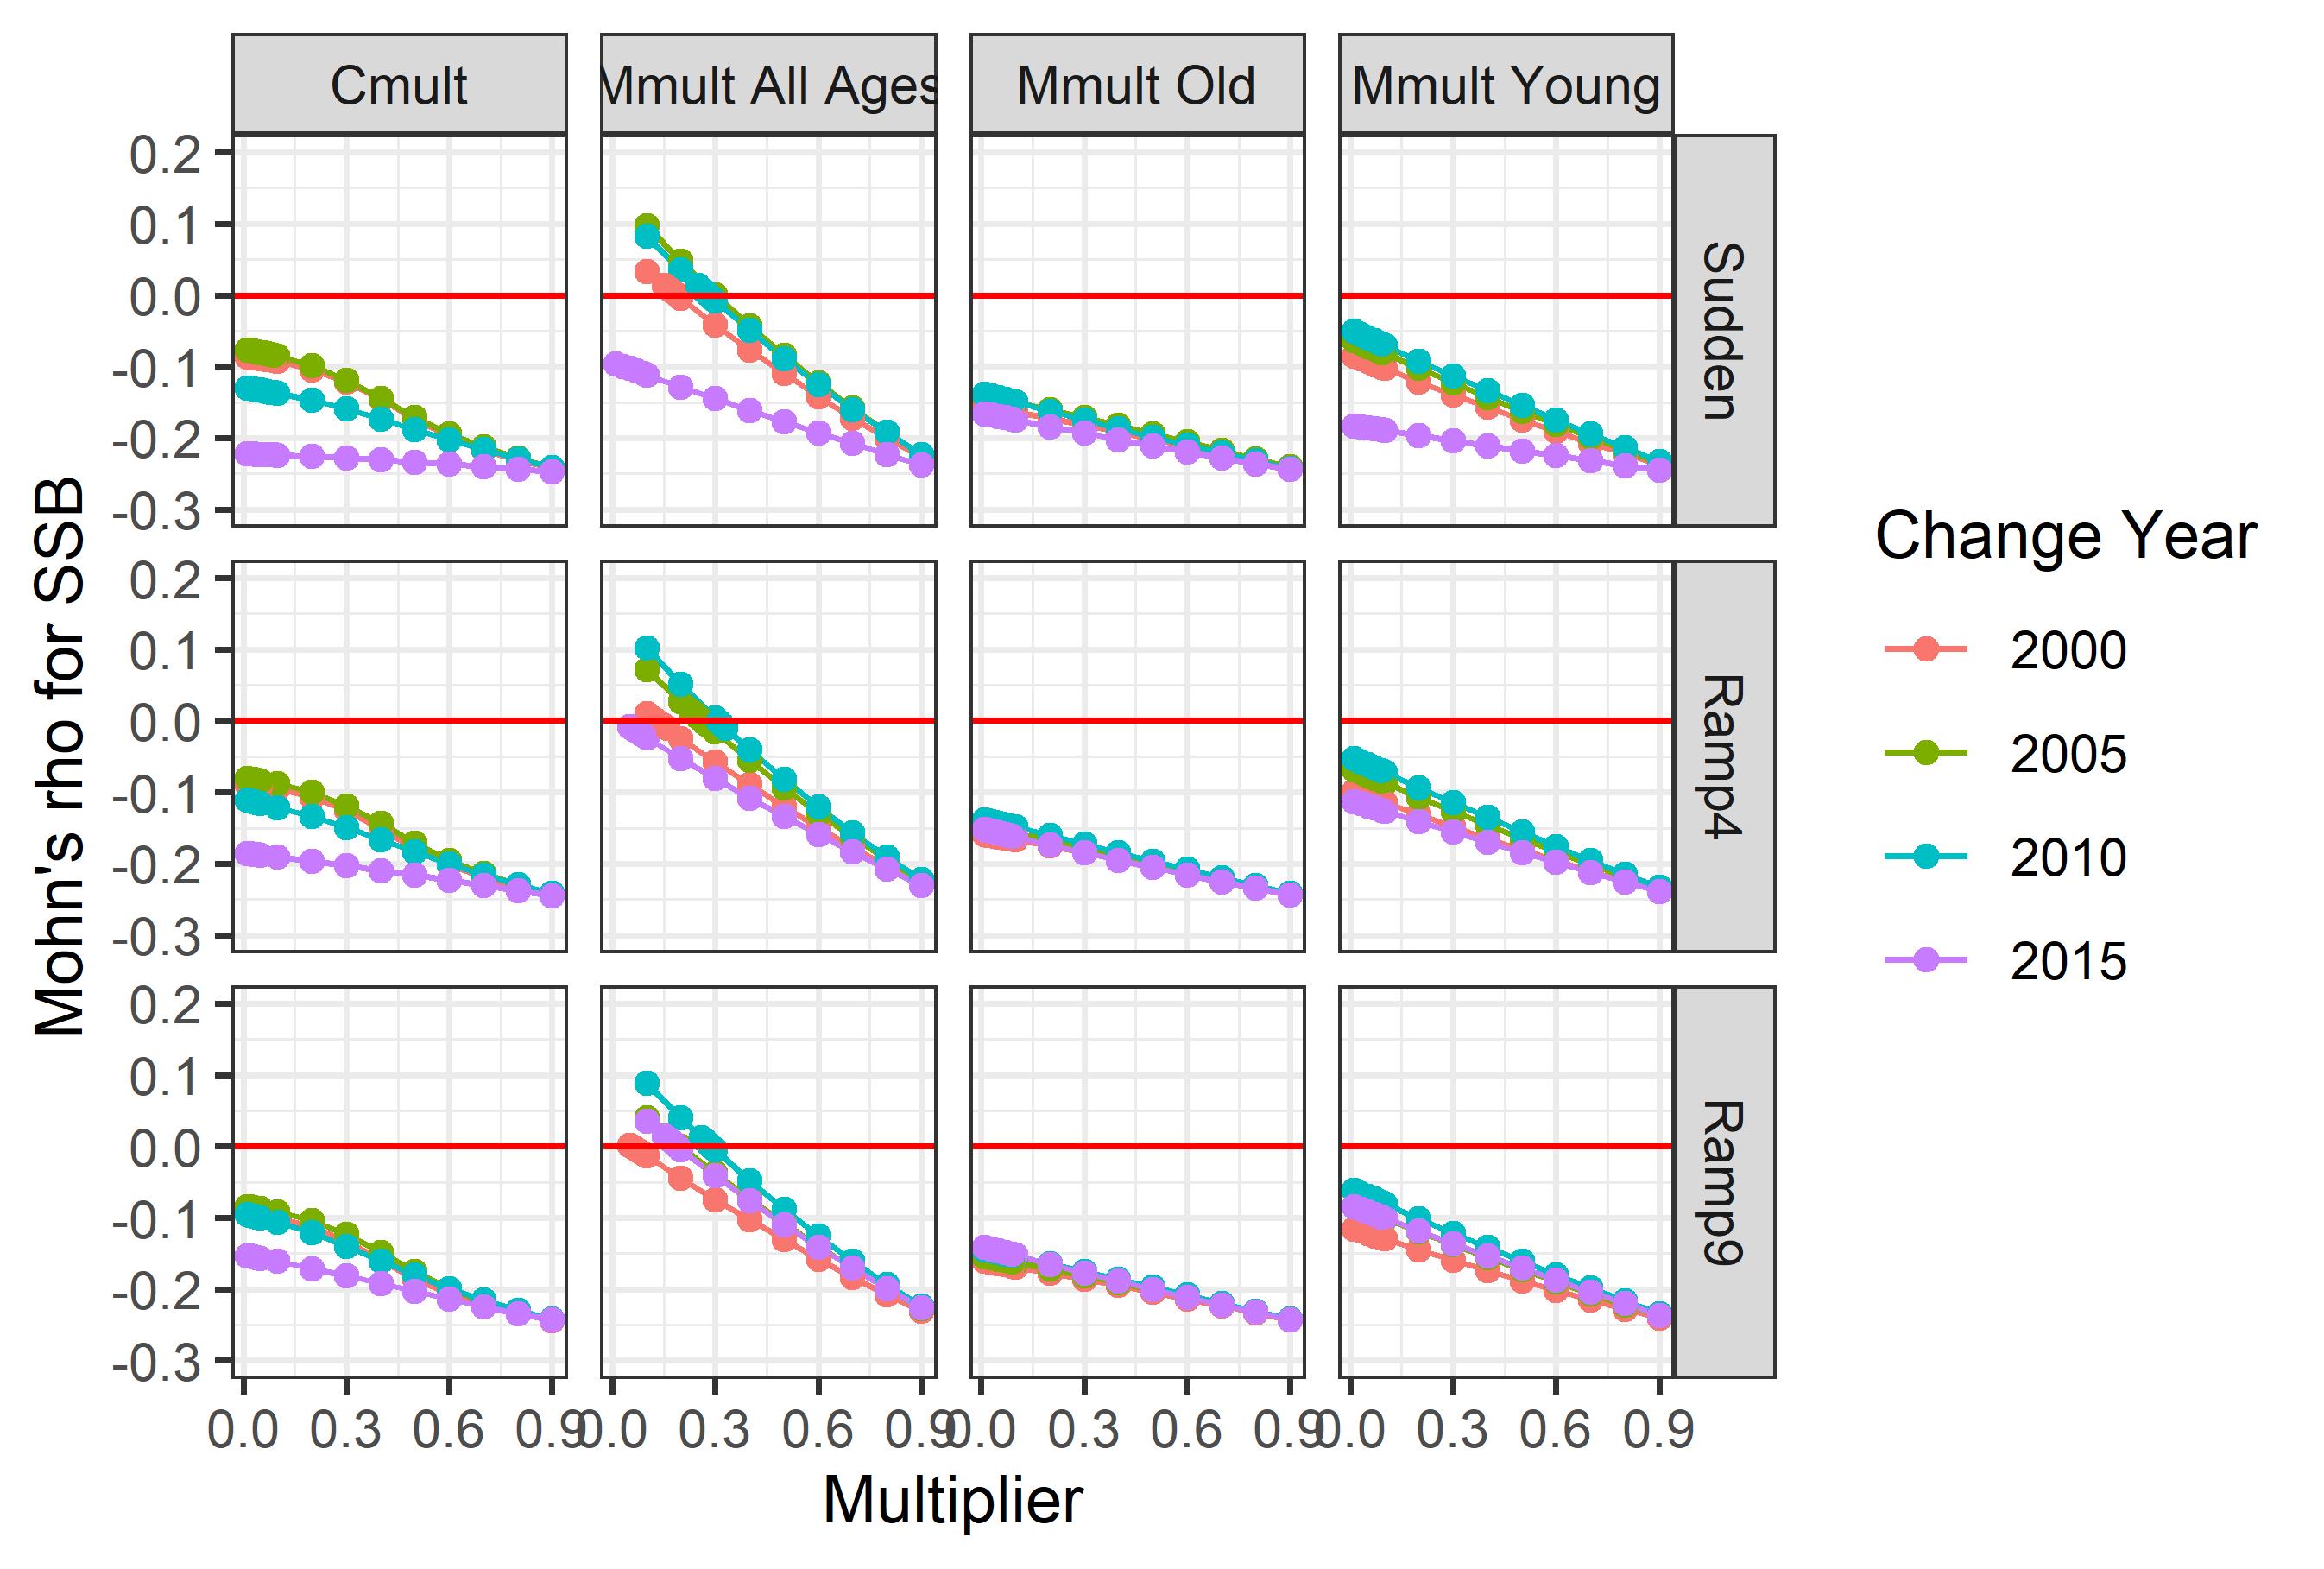 Cmult
Mmult All Ages
Mmult Old
Mmult Young
0.2
0.1
0.0
-0.1
-0.2
-0.3
Sudden
0.2
0.1
0.0
-0.1
-0.2
-0.3
Ramp4
0.2
0.1
0.0
-0.1
-0.2
-0.3
Ramp9
0.0 0.3 0.6 0.9
0.0 0.3 0.6 0.9
0.0 0.3 0.6 0.9
0.0 0.3 0.6 0.9
Multiplier
Mohn's rho for SSB
Change Year
2000
2005
2010
2015